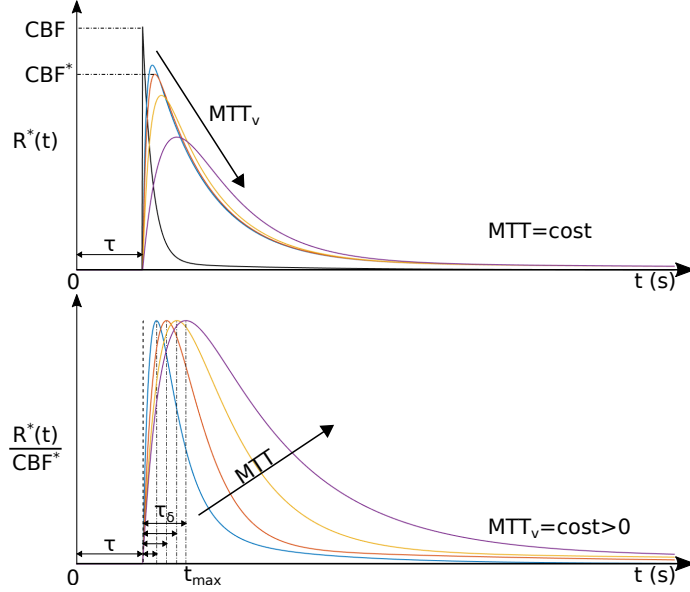 CBF
CBF*
MTTv
R*(t)
MTT=cost
τ
0
t (s)
R*(t)
CBF*
MTT
τδ
MTTv=cost>0
τ
0
tmax
t (s)